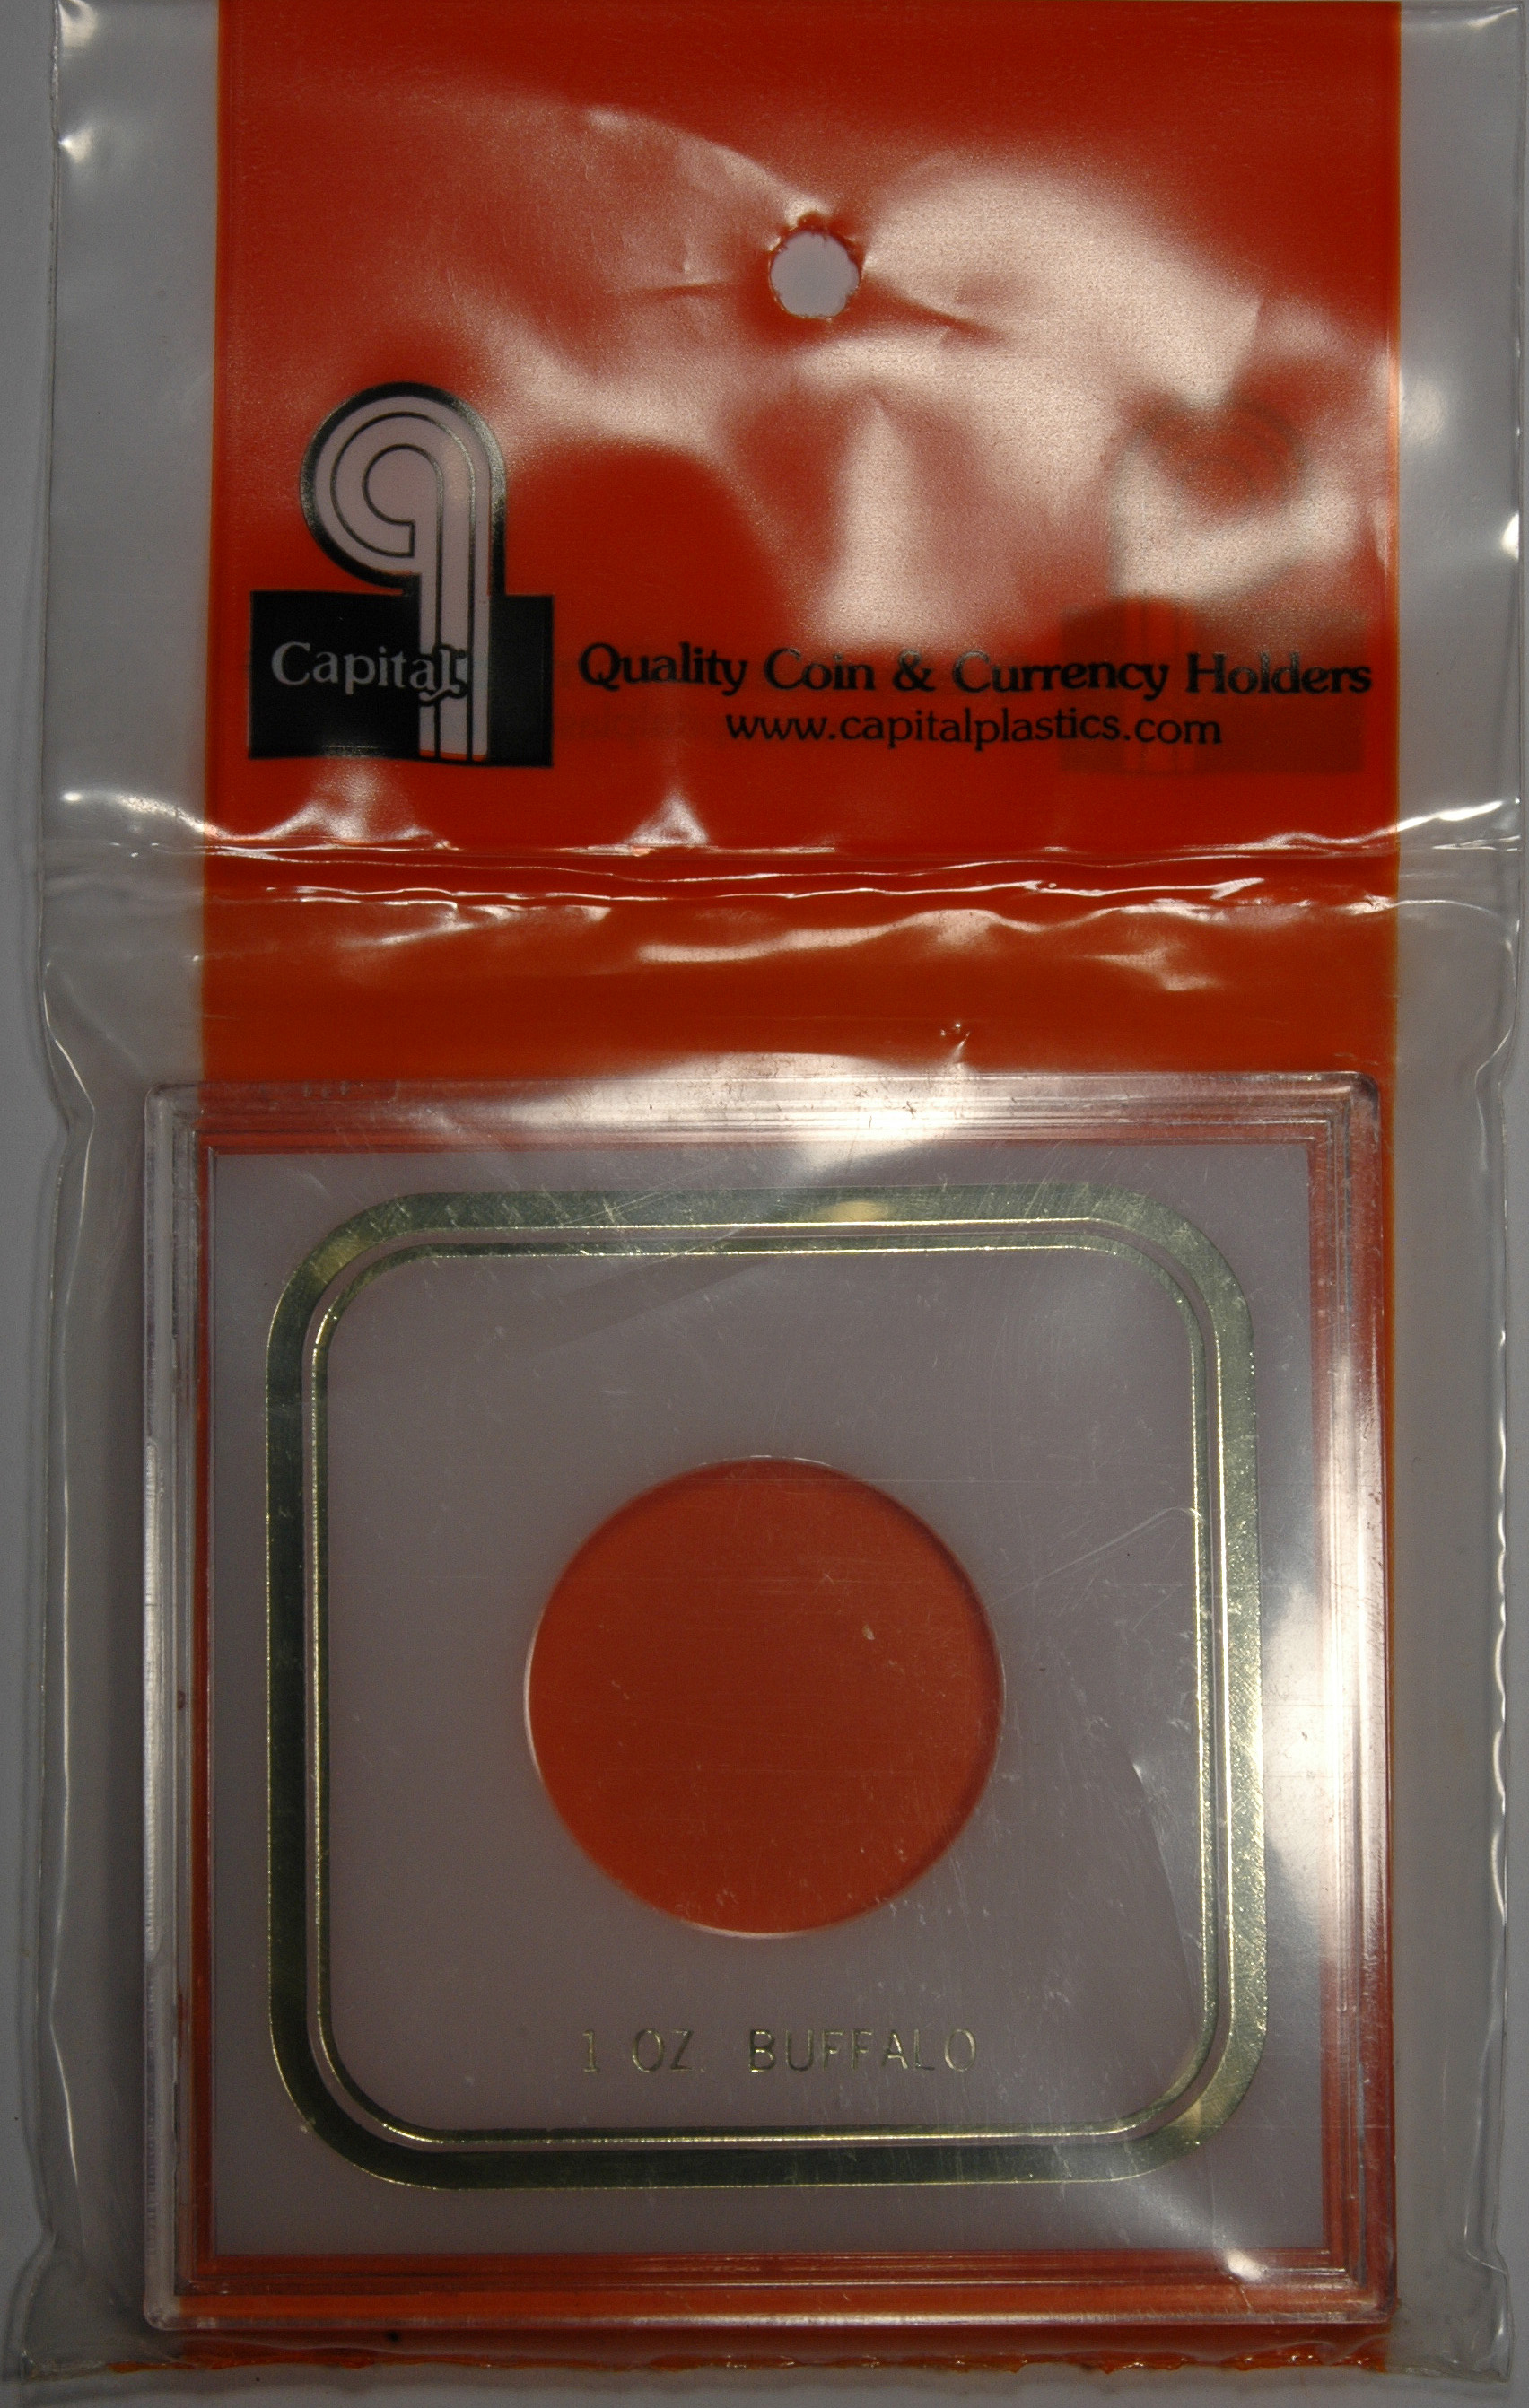 Capital
Quality Coin & Currency Holders
www.capitalplastics.com
1 OZ. BUFFALO